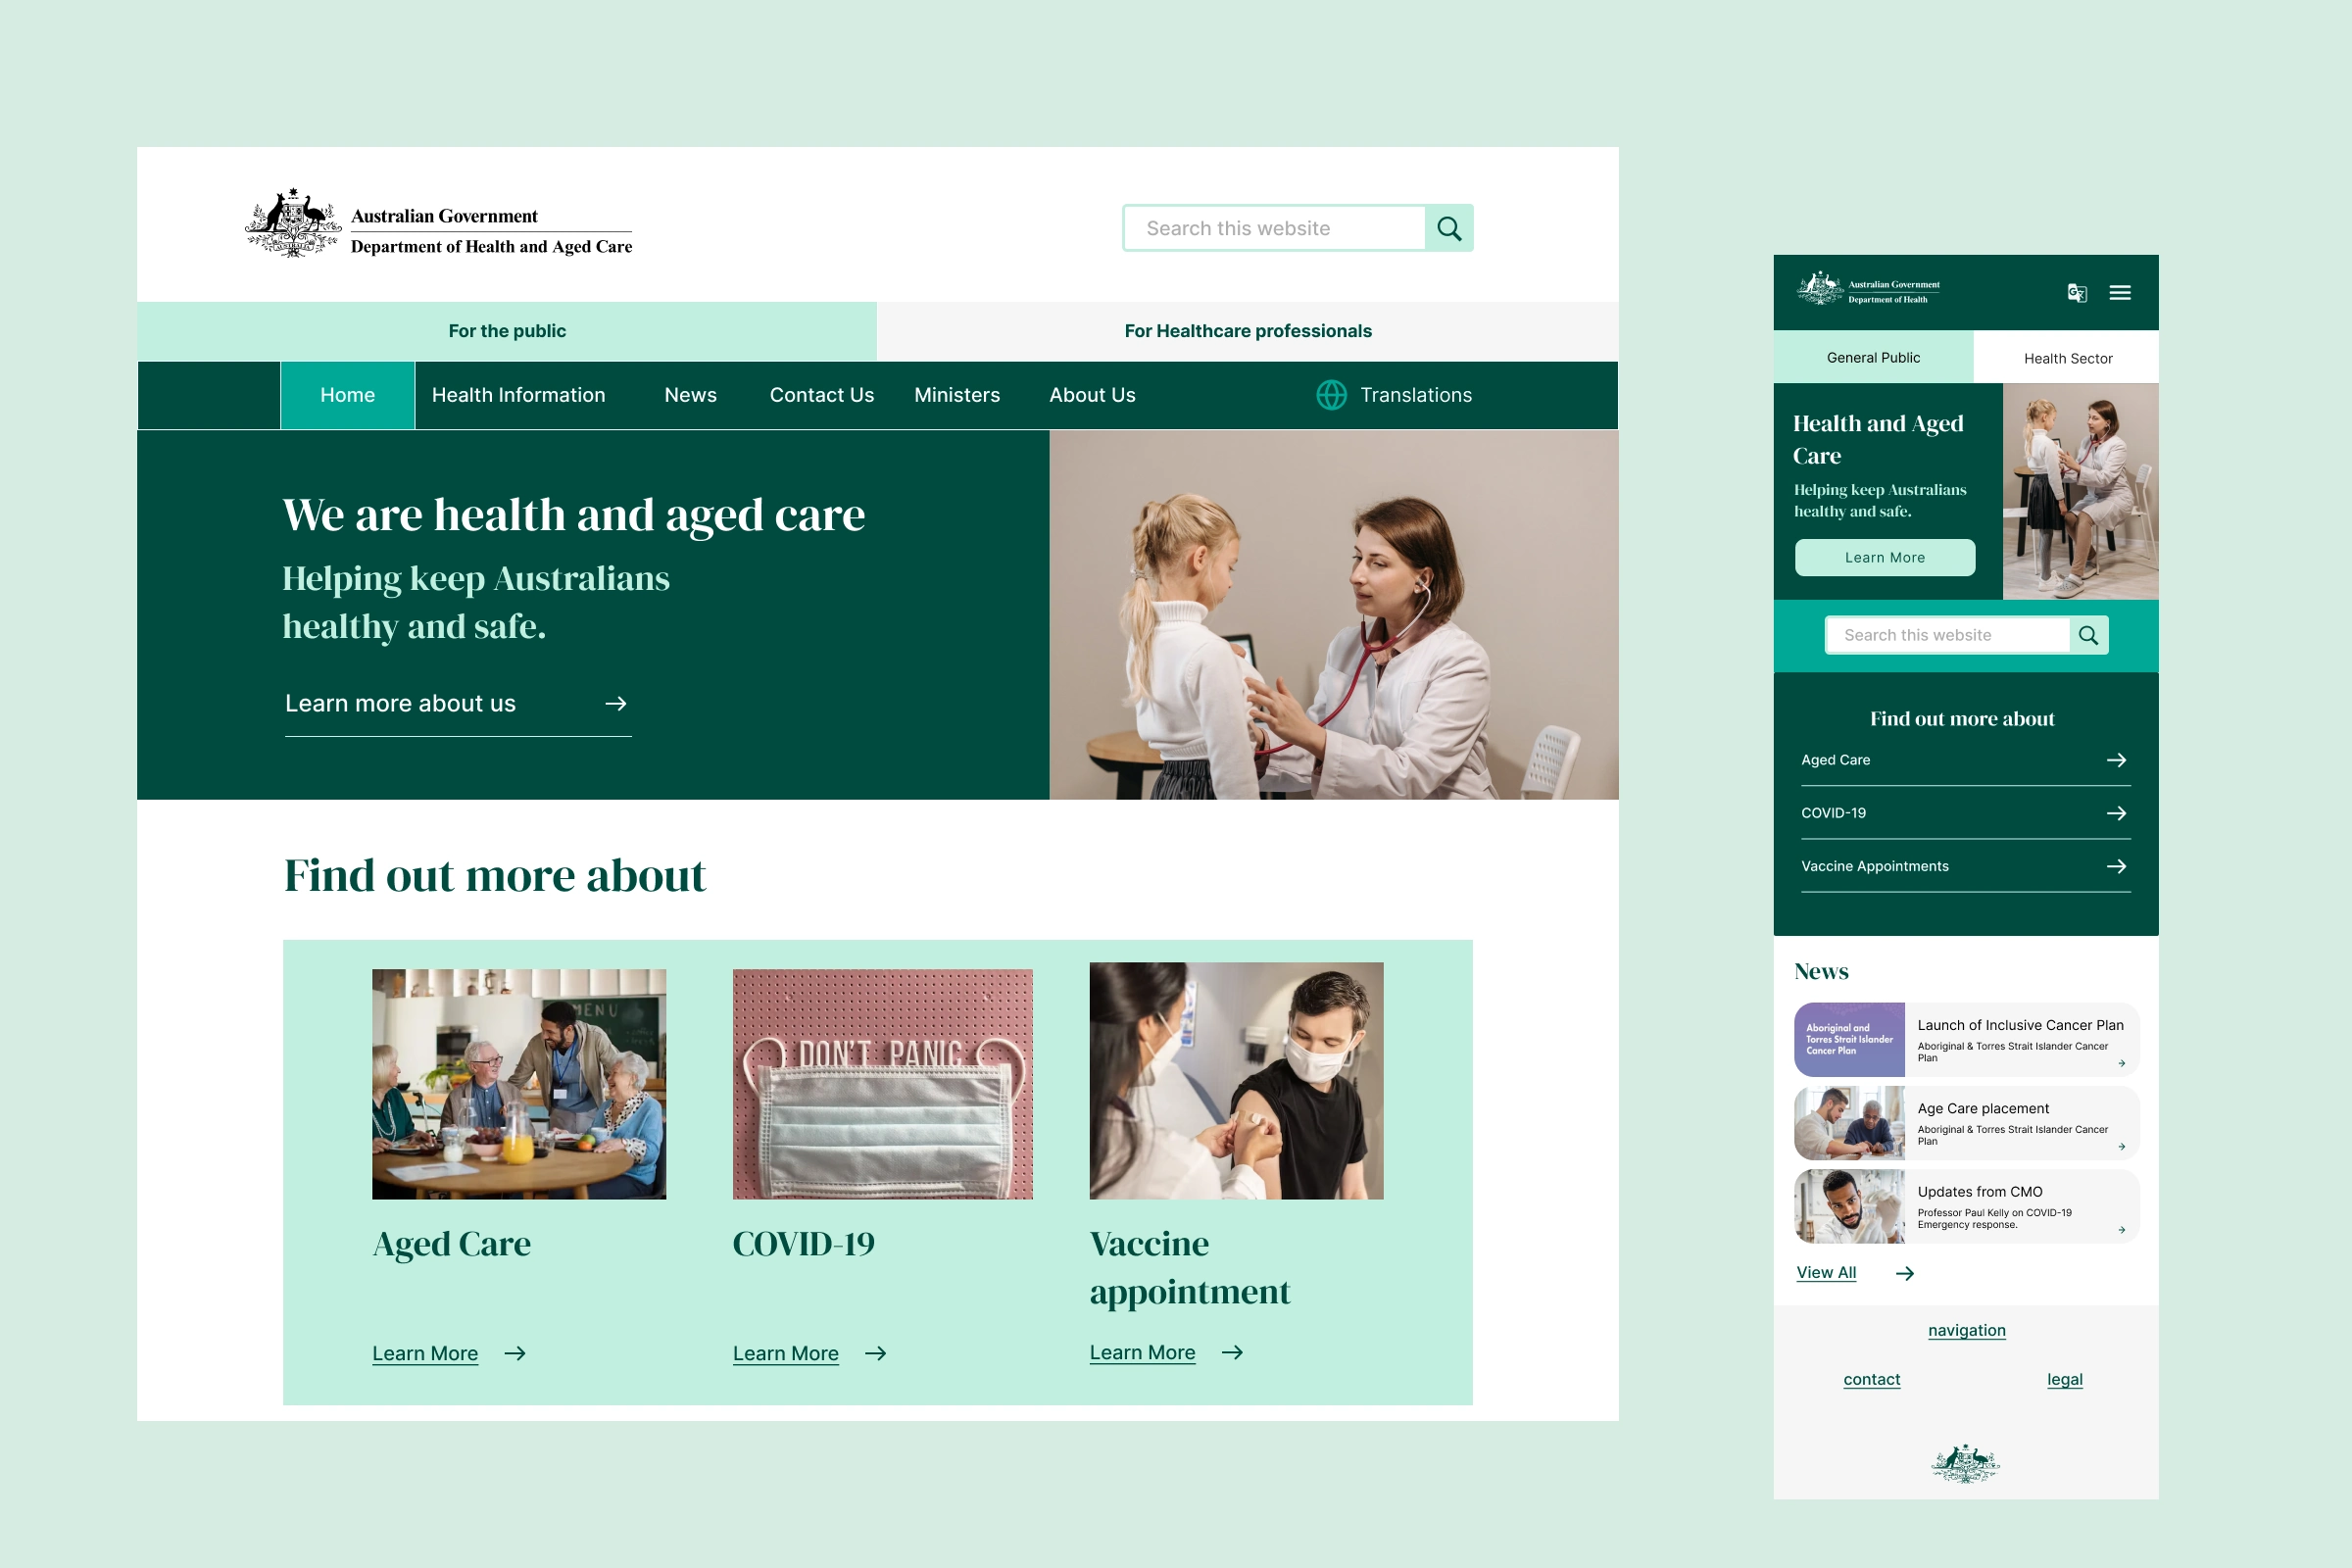 Australian Government
Department of Health and Aged Care
Search this website
For the public
For Healthcare professionals
Home
Health Information
News
Contact Us
Ministers
About Us
Translations
We are health and aged care
Helping keep Australians
healthy and safe.
Learn more about us
Find out more about
MENU
DON'T PANIC
Aged Care
COVID-19
Vaccine
appointment
Learn More
Learn More
Learn More
Australian Government
Department of Health
General Public
Health Sector
Health and Aged
Care
Helping keep Australians
healthy and safe.
Learn More
Search this website
Find out more about
Aged Care
COVID-19
Vaccine Appointments
News
Aboriginal and
Torres Strait Islander
Cancer Plan
Launch of Inclusive Cancer Plan
Aboriginal & Torres Strait Islander Cancer
Plan
Age Care placement
Aboriginal & Torres Strait Islander Cancer
Plan
Updates from CMO
Professor Paul Kelly on COVID-19
Emergency response.
View All
navigation
contact
legal